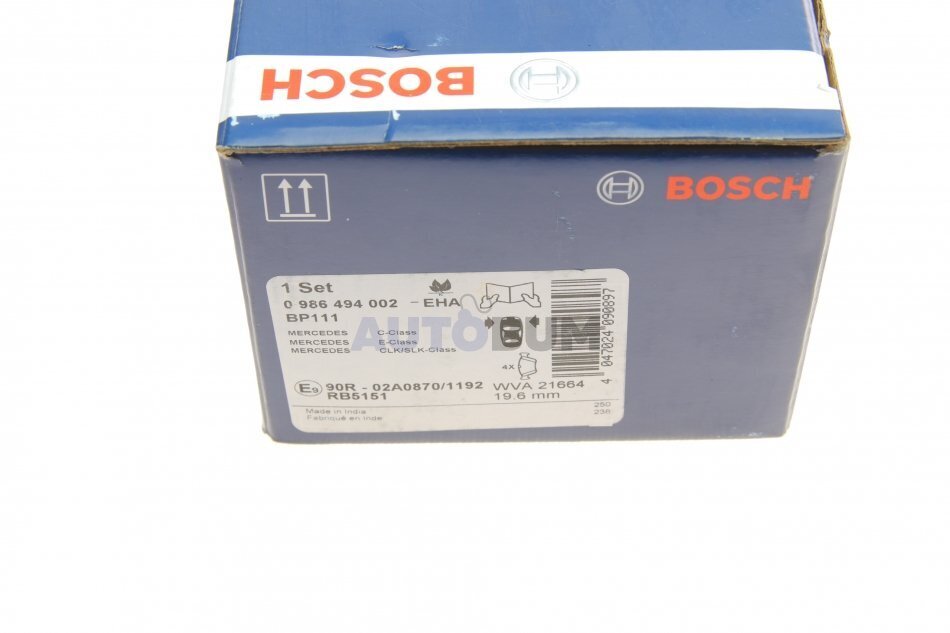 BOSCH
BOSCH
1 Set
0 986 494 002 - EHA
BP111
MERCEDES C-Class
MERCEDES E-Class
MERCEDES CLK/SLK-Class
4X
E9 90R - 02A0870/1192 WVA 21664
RB5151 19.6 mm
Made in India 250
Fabriqué en Inde 238
4 047024 090897
AUTOBUM